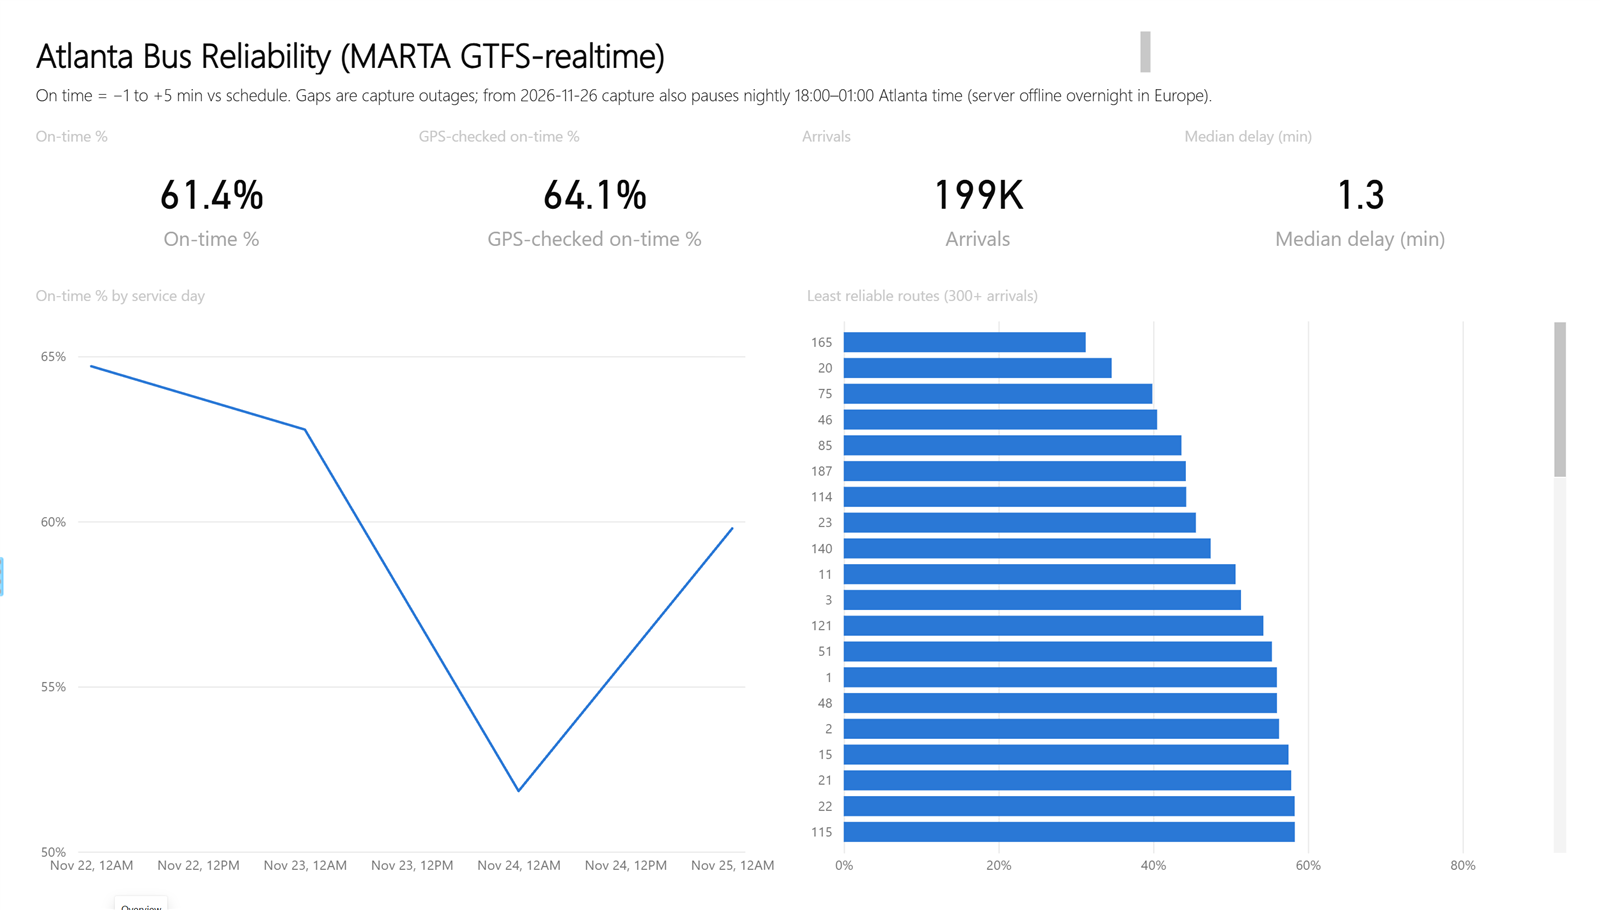 Atlanta Bus Reliability (MARTA GTFS-realtime)
On time = −1 to +5 min vs schedule. Gaps are capture outages; from 2026-11-26 capture also pauses nightly 18:00–01:00 Atlanta time (server offline overnight in Europe).
On-time %
GPS-checked on-time %
Arrivals
Median delay (min)
61.4%
On-time %
64.1%
GPS-checked on-time %
199K
Arrivals
1.3
Median delay (min)
On-time % by service day
65%
60%
55%
50%
Nov 22, 12AM
Nov 22, 12PM
Nov 23, 12AM
Nov 23, 12PM
Nov 24, 12AM
Nov 24, 12PM
Nov 25, 12AM
Least reliable routes (300+ arrivals)
165
20
75
46
85
187
114
23
140
11
3
121
51
1
48
2
15
21
22
115
0%
20%
40%
60%
80%
Overview